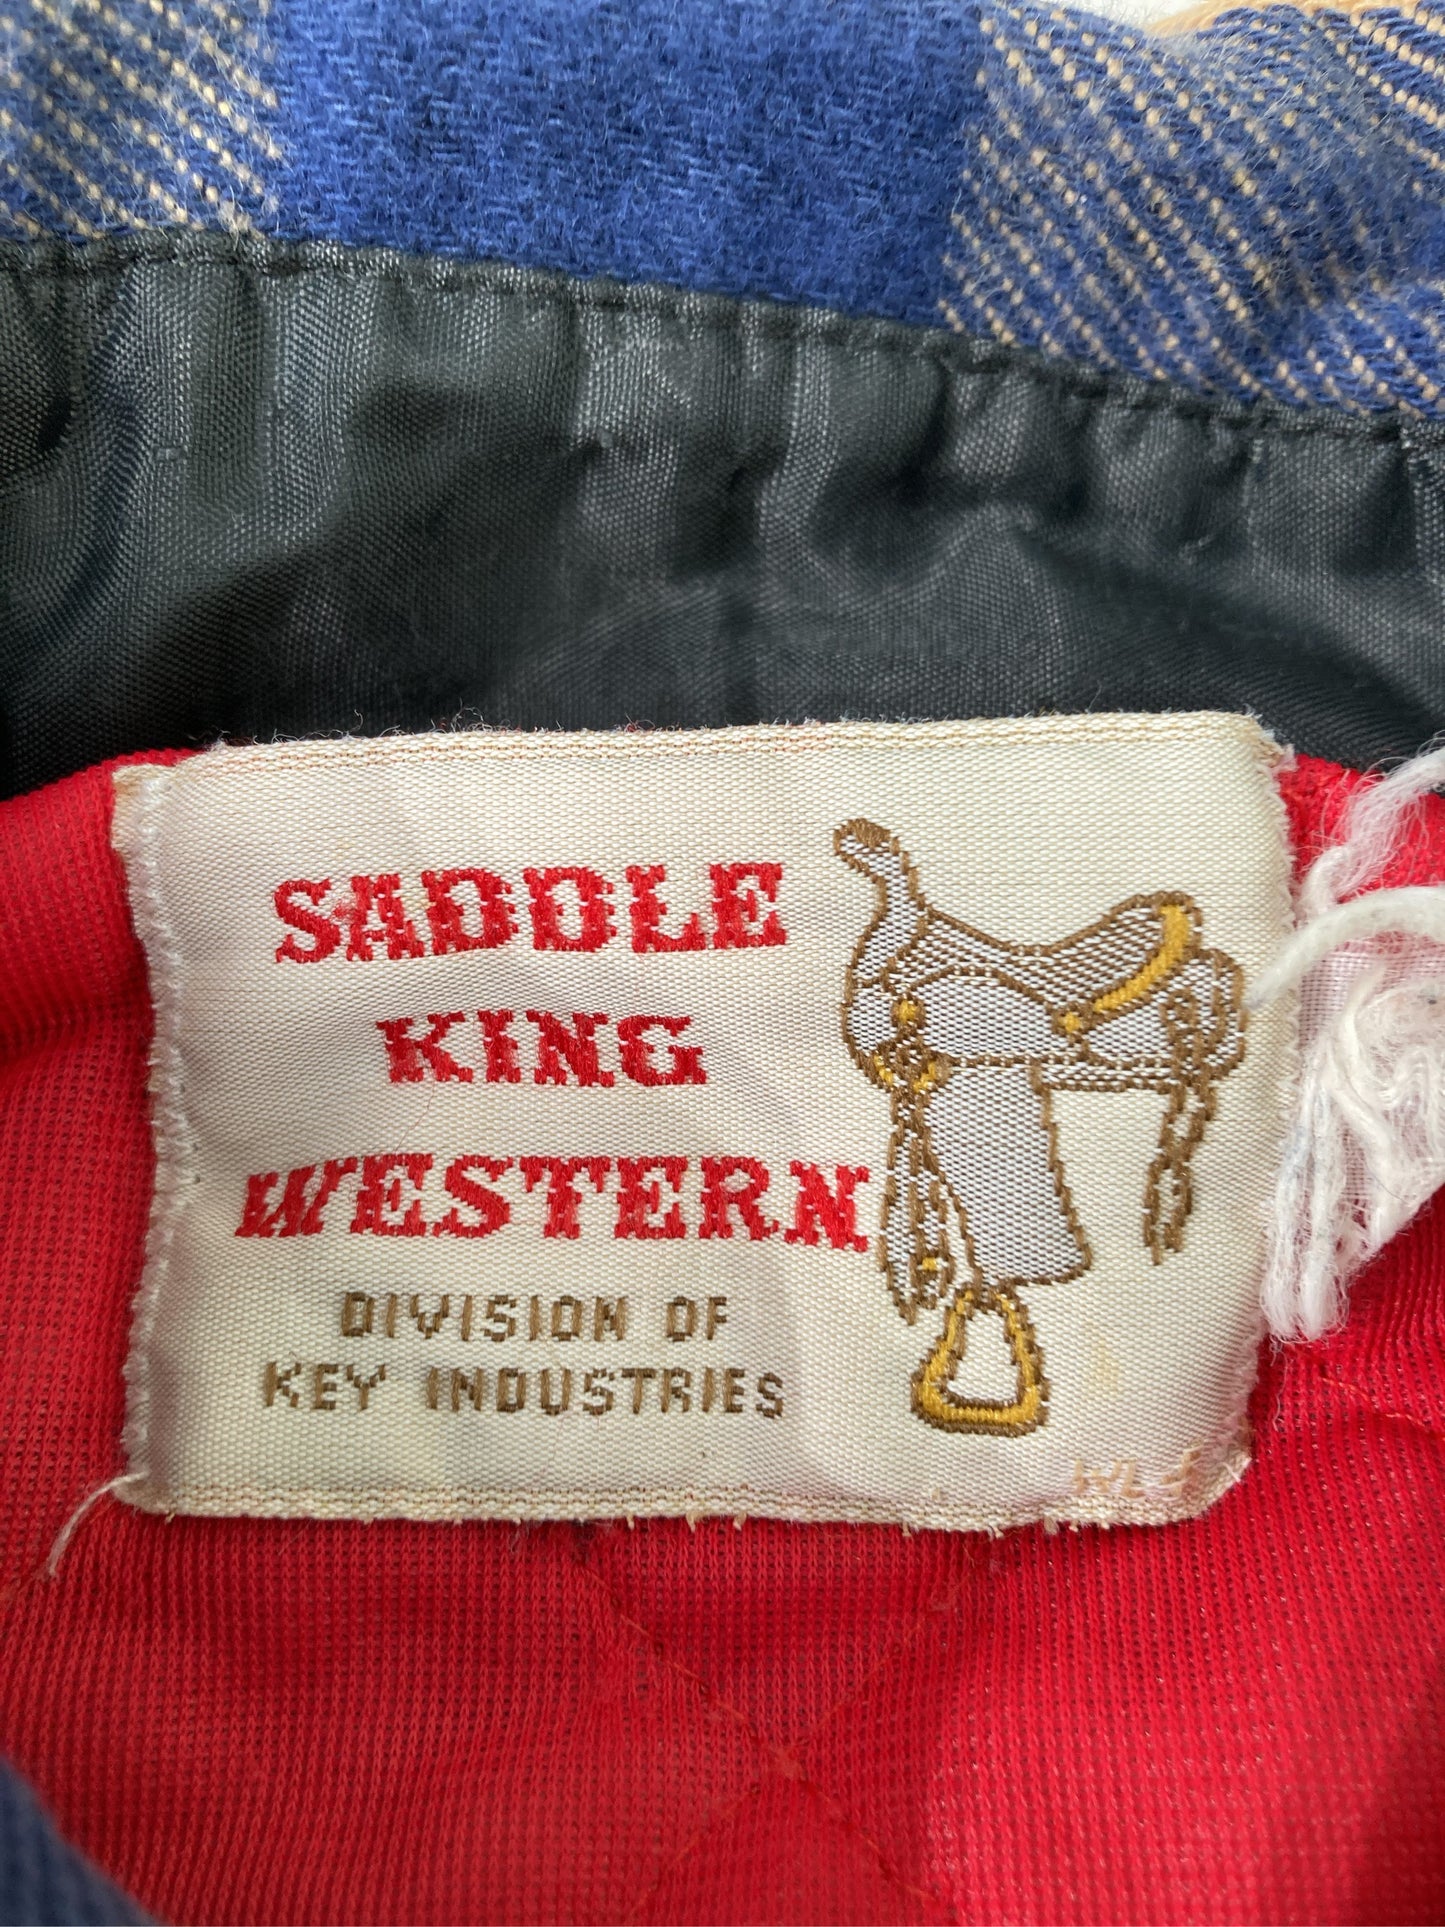 SADDLE
KING
WESTERN
DIVISION OF
KEY INDUSTRIES